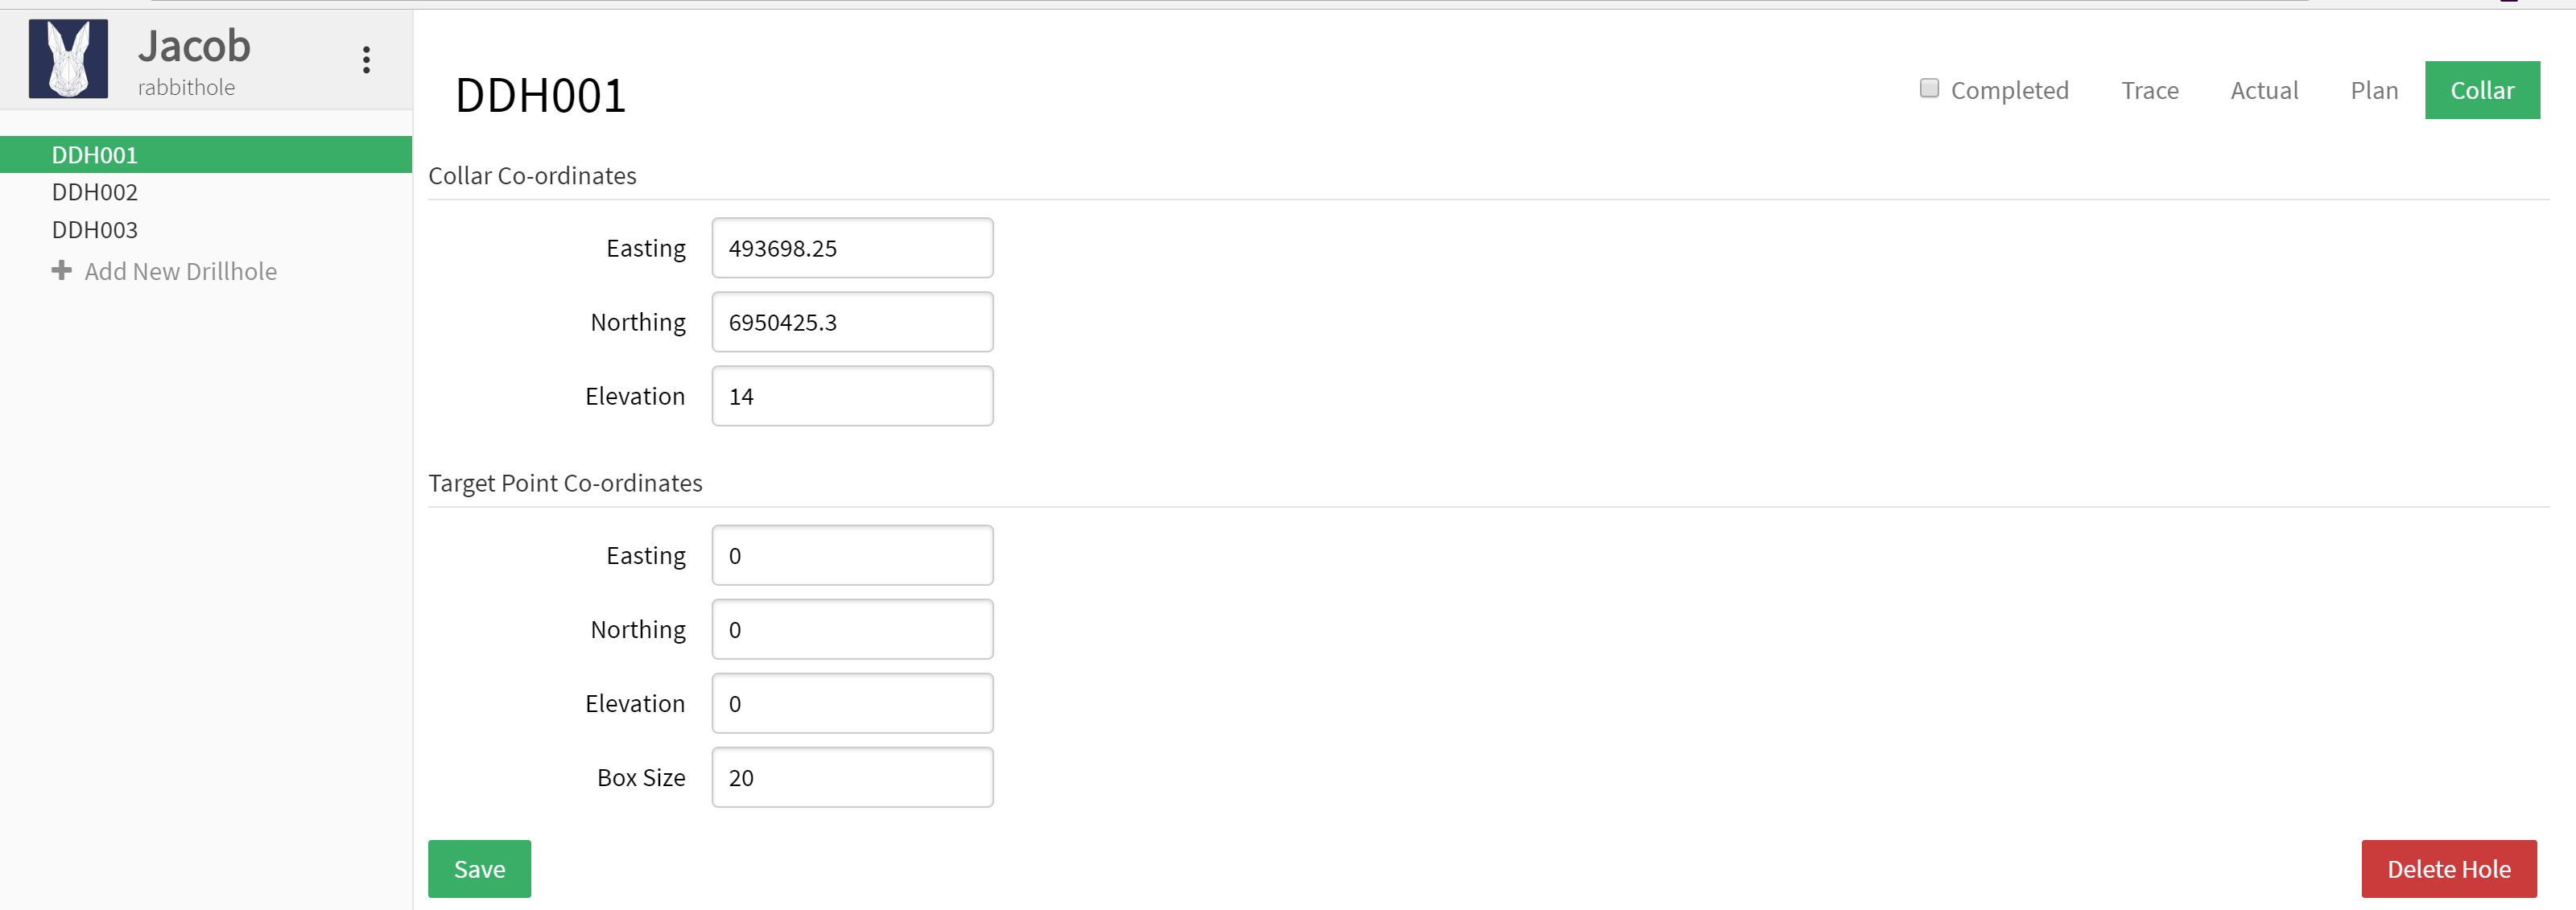 Jacob
rabbithole
DDH001
DDH002
DDH003
Add New Drillhole
DDH001
Completed Trace Actual Plan Collar
Collar Co-ordinates
Easting 493698.25
Northing 6950425.3
Elevation 14
Target Point Co-ordinates
Easting 0
Northing 0
Elevation 0
Box Size 20
Save Delete Hole